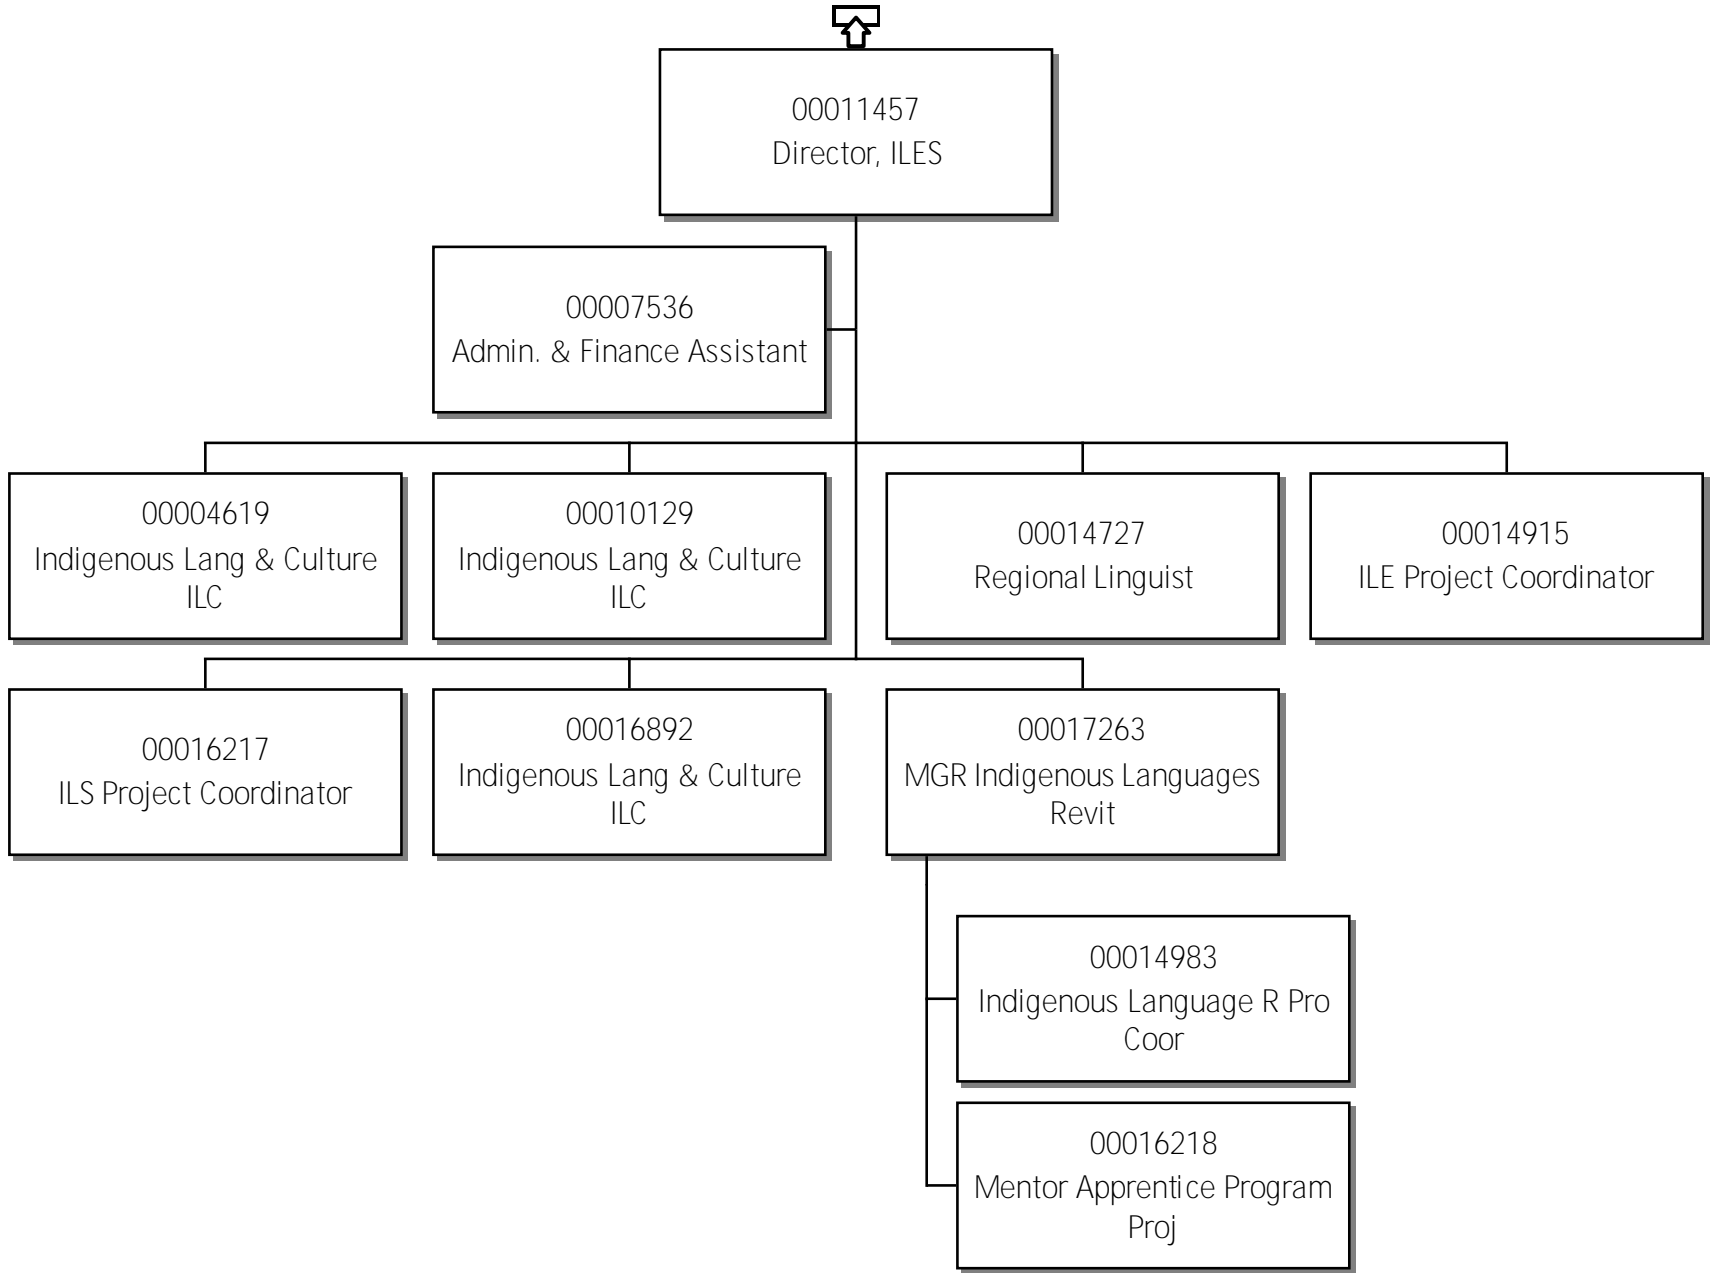 00011457
Director, ILES
00007536
Admin. & Finance Assistant
00004619
Indigenous Lang & Culture
ILC
00010129
Indigenous Lang & Culture
ILC
00014727
Regional Linguist
00014915
ILE Project Coordinator
00016217
ILS Project Coordinator
00016892
Indigenous Lang & Culture
ILC
00017263
MGR Indigenous Languages
Revit
00014983
Indigenous Language R Pro
Coor
00016218
Mentor Apprentice Program
Proj